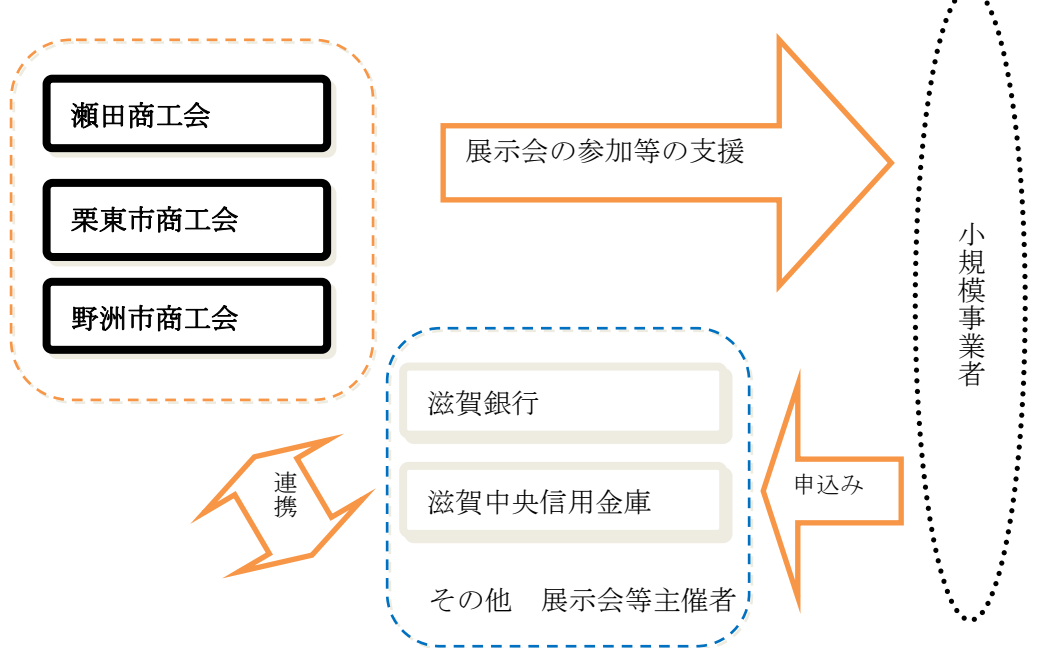 瀬田商工会
栗東市商工会
野洲市商工会
展示会の参加等の支援
小規模事業者
滋賀銀行
滋賀中央信用金庫
その他　展示会等主催者
連携
申込み